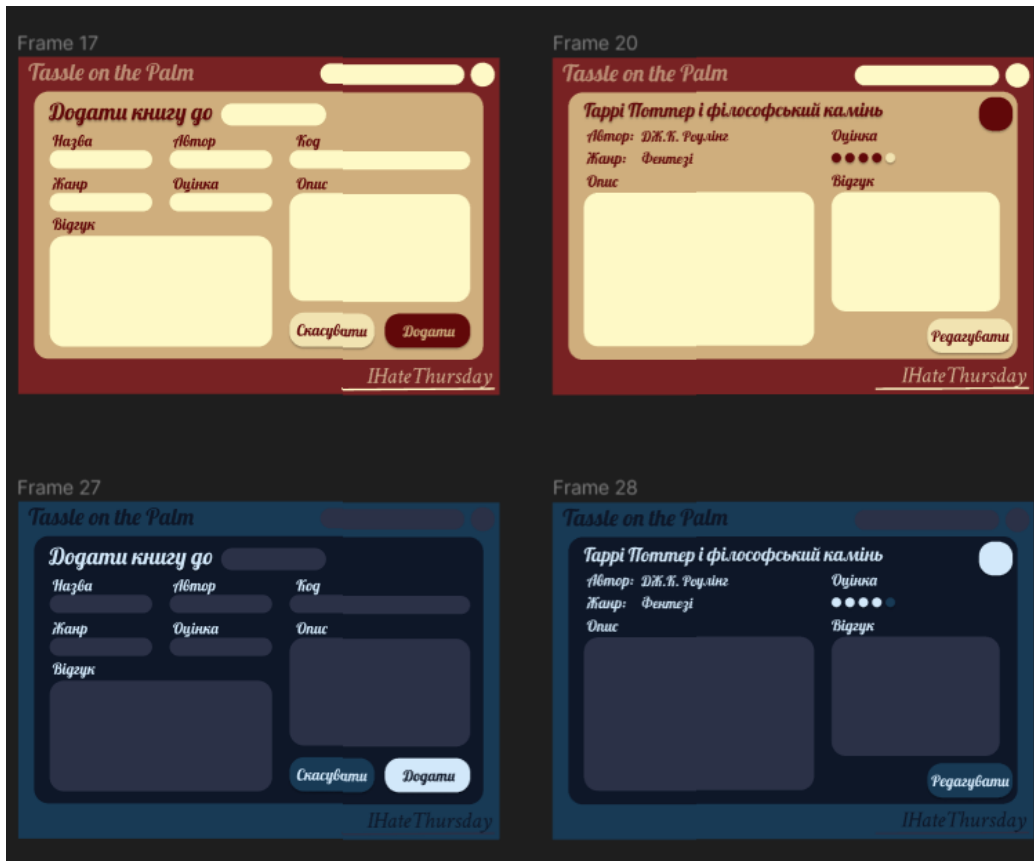 Frame 17
Tassle on the Palm
Додати книгу до
Назва Автор Код
Жанр Оцінка Опис
Відгук
Скасувати Додати
IHateThursday
Frame 20
Tassle on the Palm
Гаррі Поттер і філософський камінь
Автор: ДЖ.К. Роулінг Оцінка
Жанр: Фентезі
Опис Відгук
Редагувати
IHateThursday
Frame 27
Tassle on the Palm
Додати книгу до
Назва Автор Код
Жанр Оцінка Опис
Відгук
Скасувати Додати
IHateThursday
Frame 28
Tassle on the Palm
Гаррі Поттер і філософський камінь
Автор: ДЖ.К. Роулінг Оцінка
Жанр: Фентезі
Опис Відгук
Редагувати
IHateThursday